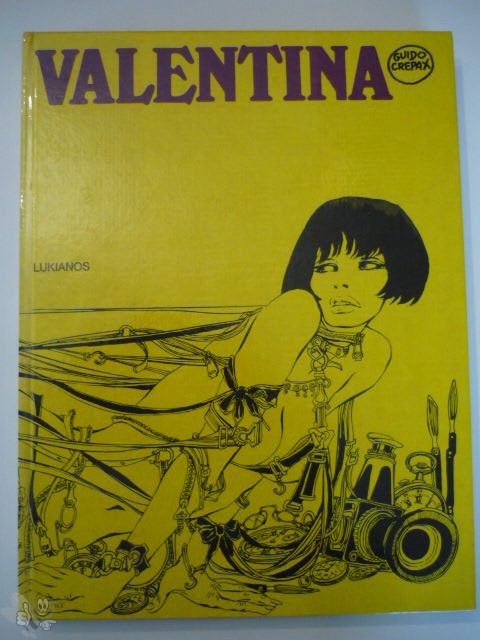 VALENTINA
GUIDO
CREPAX
LUKIANOS